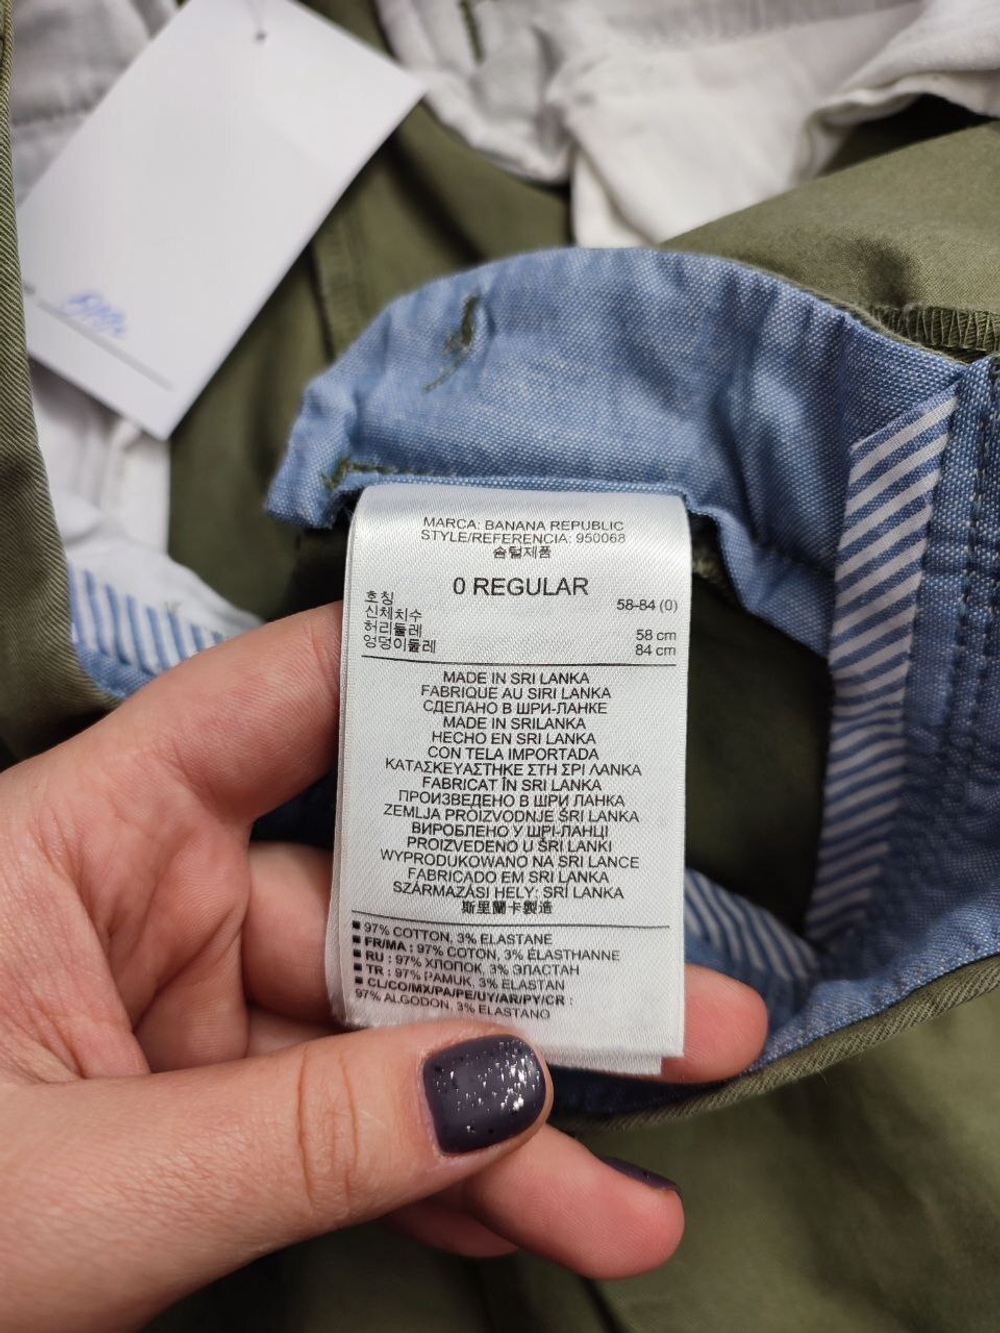 MARCA: BANANA REPUBLIC
STYLE/REFERENCIA: 950068
숌털제품
0 REGULAR
호칭 58-84 (0)
신체치수
허리둘레 58 cm
엉덩이둘레 84 cm
MADE IN SRI LANKA
FABRIQUE AU SIRI LANKA
СДЕЛАНО В ШРИ-ЛАНКЕ
MADE IN SRILANKA
HECHO EN SRI LANKA
CON TELA IMPORTADA
ΚΑΤΑΣΚΕΥΑΣΤΗΚΕ ΣΤΗ ΣΡΙ ΛΑΝΚΑ
FABRICAT ÎN SRI LANKA
ПРОИЗВЕДЕНО В ШРИ ЛАНКА
ZEMLJA PROIZVODNJE ŠRI LANKA
ВИРОБЛЕНО У ШРІ-ЛАНЦІ
PROIZVEDENO U ŠRI LANKI
WYPRODUKOWANO NA SRI LANCE
FABRICADO EM SRI LANKA
SZÁRMAZÁSI HELY: SRÍ LANKA
斯里蘭卡製造
■ 97% COTTON, 3% ELASTANE
■ FR/MA : 97% COTON, 3% ÉLASTHANNE
■ RU : 97% ХЛОПОК, 3% ЭЛАСТАН
■ TR : 97% PAMUK, 3% ELASTAN
■ CL/CO/MX/PA/PE/UY/AR/PY/CR :
97% ALGODON, 3% ELASTANO